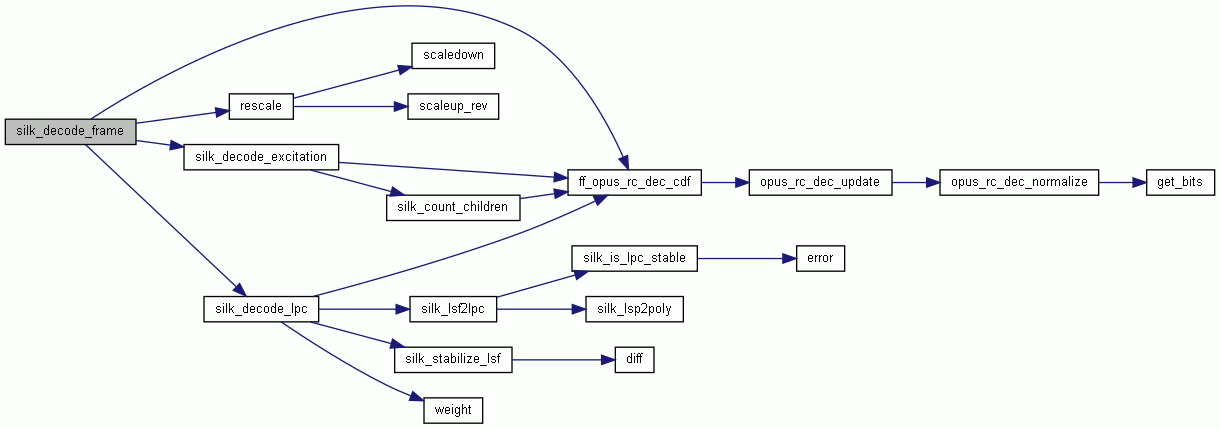 scaledown
rescale
scaleup_rev
silk_decode_frame
silk_decode_excitation
ff_opus_rc_dec_cdf
opus_rc_dec_update
opus_rc_dec_normalize
get_bits
silk_count_children
silk_is_lpc_stable
error
silk_decode_lpc
silk_lsf2lpc
silk_lsp2poly
silk_stabilize_lsf
diff
weight